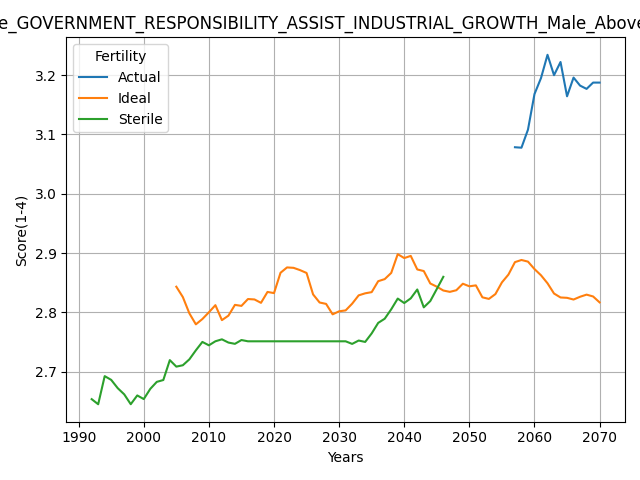 e_GOVERNMENT_RESPONSIBILITY_ASSIST_INDUSTRIAL_GROWTH_Male_Above
Fertility
Actual
Ideal
Sterile
3.2
3.1
3.0
2.9
2.8
2.7
Score(1-4)
1990 2000 2010 2020 2030 2040 2050 2060 2070
Years